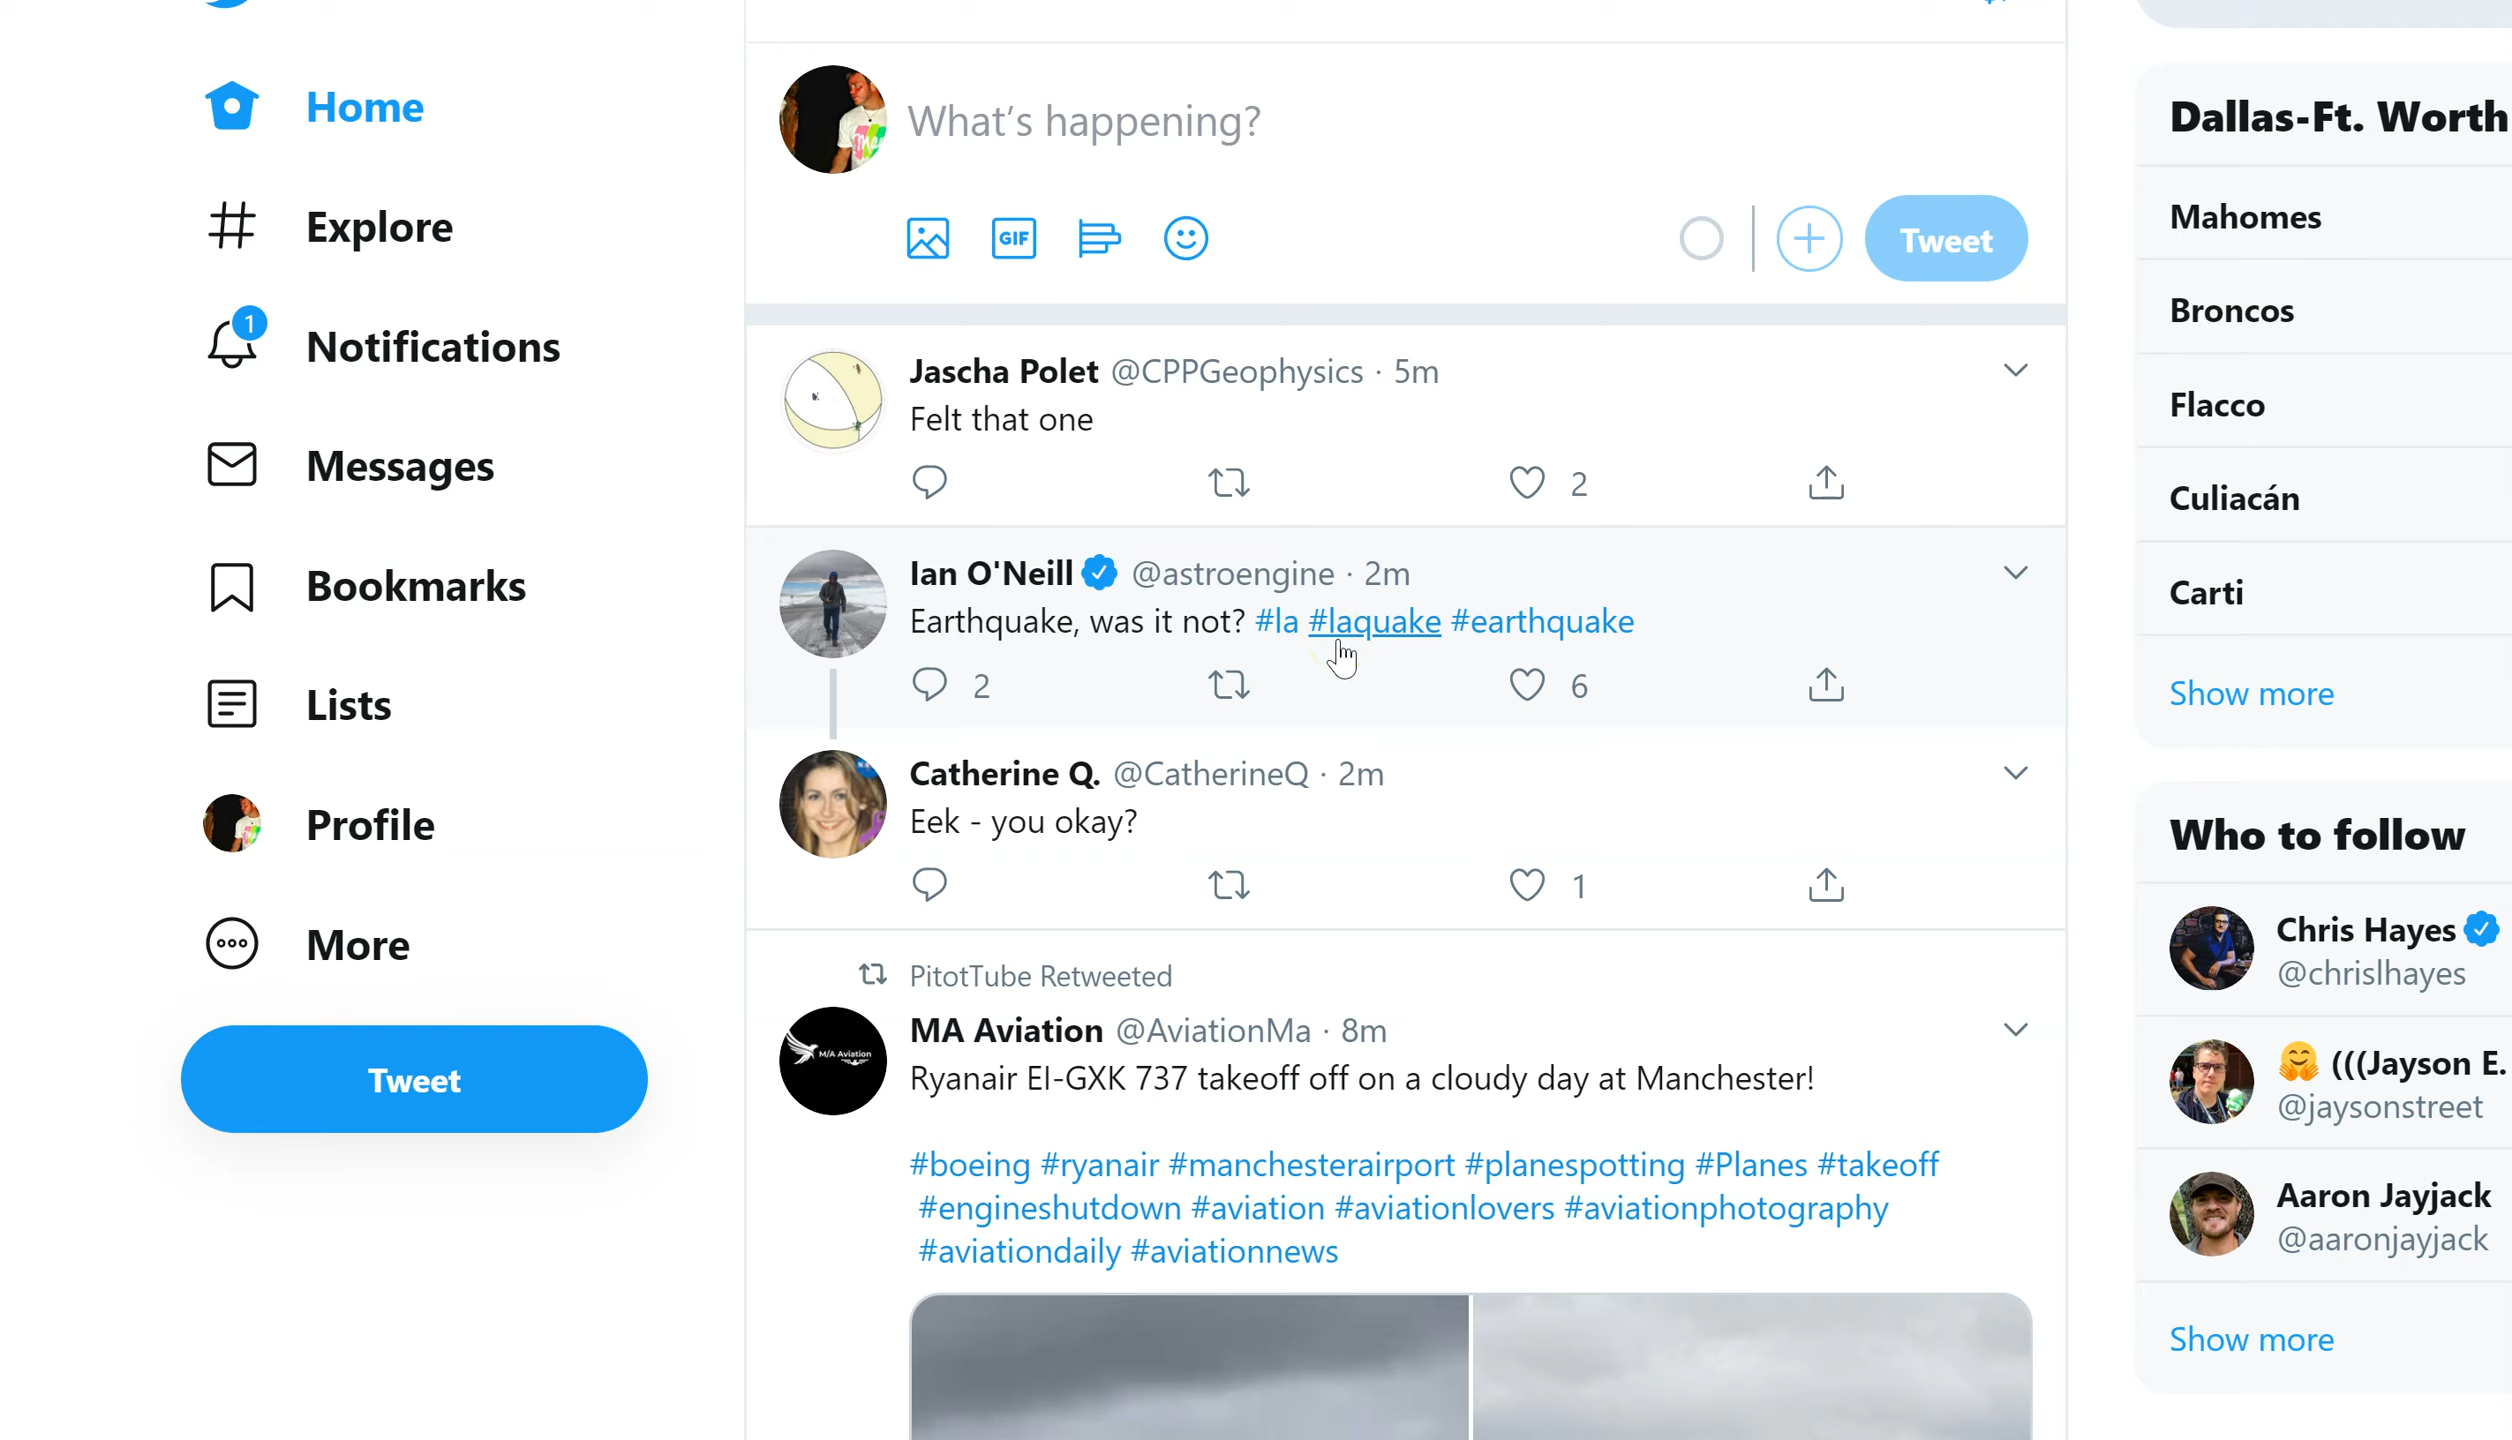 Home
Explore
1
Notifications
Messages
Bookmarks
Lists
Profile
More
Tweet
What's happening?
GIF
Tweet
Jascha Polet @CPPGeophysics · 5m
Felt that one
2
Ian O'Neill @astroengine · 2m
Earthquake, was it not? #la #laquake #earthquake
2 6
Catherine Q. @CatherineQ · 2m
Eek - you okay?
1
PitotTube Retweeted
M/A Aviation
MA Aviation @AviationMa · 8m
Ryanair EI-GXK 737 takeoff off on a cloudy day at Manchester!
#boeing #ryanair #manchesterairport #planespotting #Planes #takeoff
#engineshutdown #aviation #aviationlovers #aviationphotography
#aviationdaily #aviationnews
Dallas-Ft. Worth
Mahomes
Broncos
Flacco
Culiacán
Carti
Show more
Who to follow
Chris Hayes
@chrislhayes
(((Jayson E.
@jaysonstreet
Aaron Jayjack
@aaronjayjack
Show more